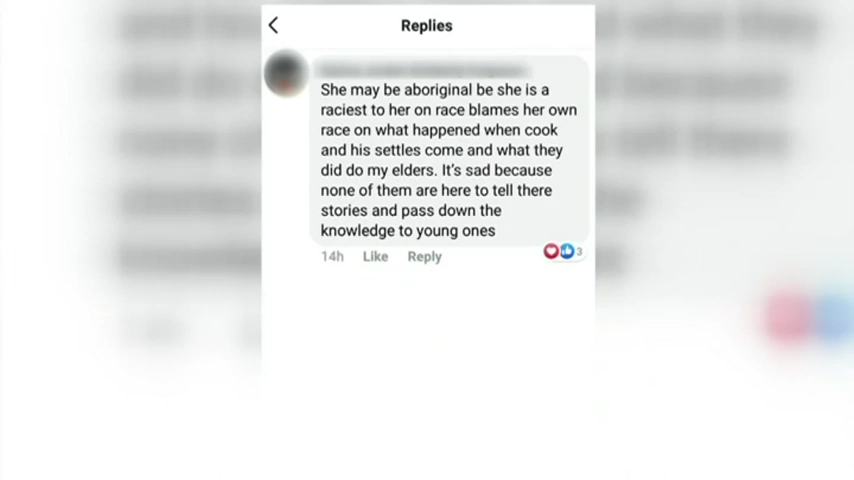 Replies
She may be aboriginal be she is a
raciest to her on race blames her own
race on what happened when cook
and his settles come and what they
did do my elders. It's sad because
none of them are here to tell there
stories and pass down the
knowledge to young ones
14h Like Reply 3